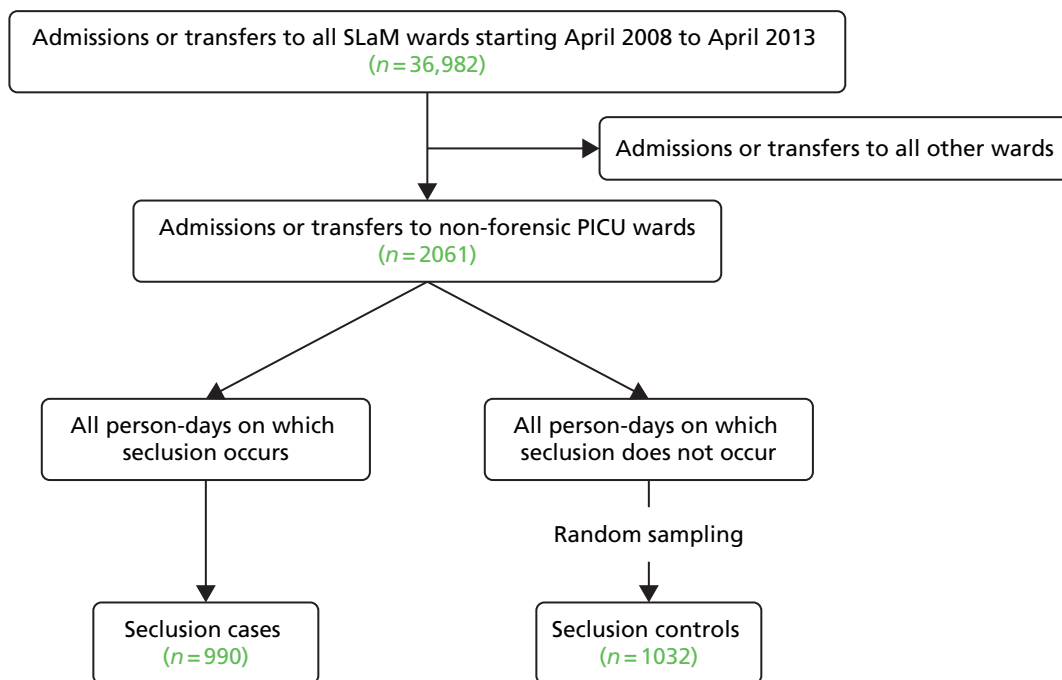 Admissions or transfers to all SLaM wards starting April 2008 to April 2013
(n=36,982)
Admissions or transfers to all other wards
Admissions or transfers to non-forensic PICU wards
(n=2061)
All person-days on which
seclusion occurs
All person-days on which
seclusion does not occur
Random sampling
Seclusion cases
(n=990)
Seclusion controls
(n=1032)